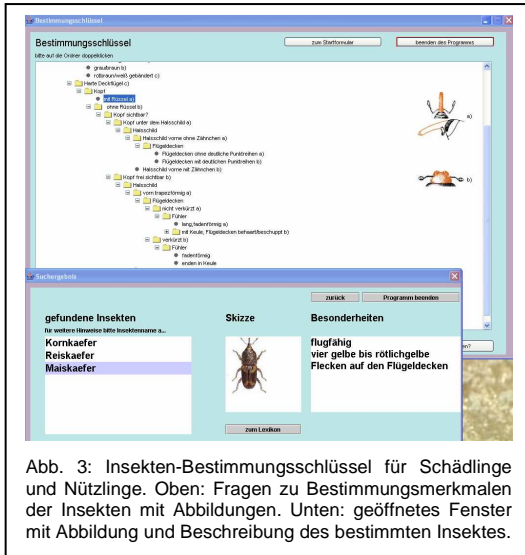 Bestimmungsschlüssel
Bestimmungsschlüssel
zum Startformular
beenden des Programmes
bitte auf die Ordner doppelklicken
graubraun b)
rotbraun/weiß gebändert c)
Harte Deckflügel c)
Kopf
mit Rüssel a)
ohne Rüssel b)
Kopf sichtbar?
Kopf unter dem Halsschild a)
Halsschild
Halsschild vorne ohne Zähnchen a)
Flügeldecken
Flügeldecken ohne deutliche Punktreihen a)
Flügeldecken mit deutlichen Punktreihen b)
Halsschild vorne mit Zähnchen b)
Kopf frei sichtbar b)
Halsschild
vorn trapezförmig a)
Flügeldecken
nicht verkürzt a)
Fühler
lang,fadenförmig a)
mit Keule, Flügeldecken behaart/beschuppt b)
verkürzt b)
Fühler
fadenförmig
enden in Keule
a)
b)
Suchergebnis
zurück
Programm beenden
gefundene Insekten
Skizze
Besonderheiten
für weitere Hinweise bitte Insektenname a...
Kornkaefer
Reiskaefer
Maiskaefer
flugfähig
vier gelbe bis rötlichgelbe
Flecken auf den Flügeldecken
zum Lexikon
Abb. 3: Insekten-Bestimmungsschlüssel für Schädlinge
und Nützlinge. Oben: Fragen zu Bestimmungsmerkmalen
der Insekten mit Abbildungen. Unten: geöffnetes Fenster
mit Abbildung und Beschreibung des bestimmten Insektes.